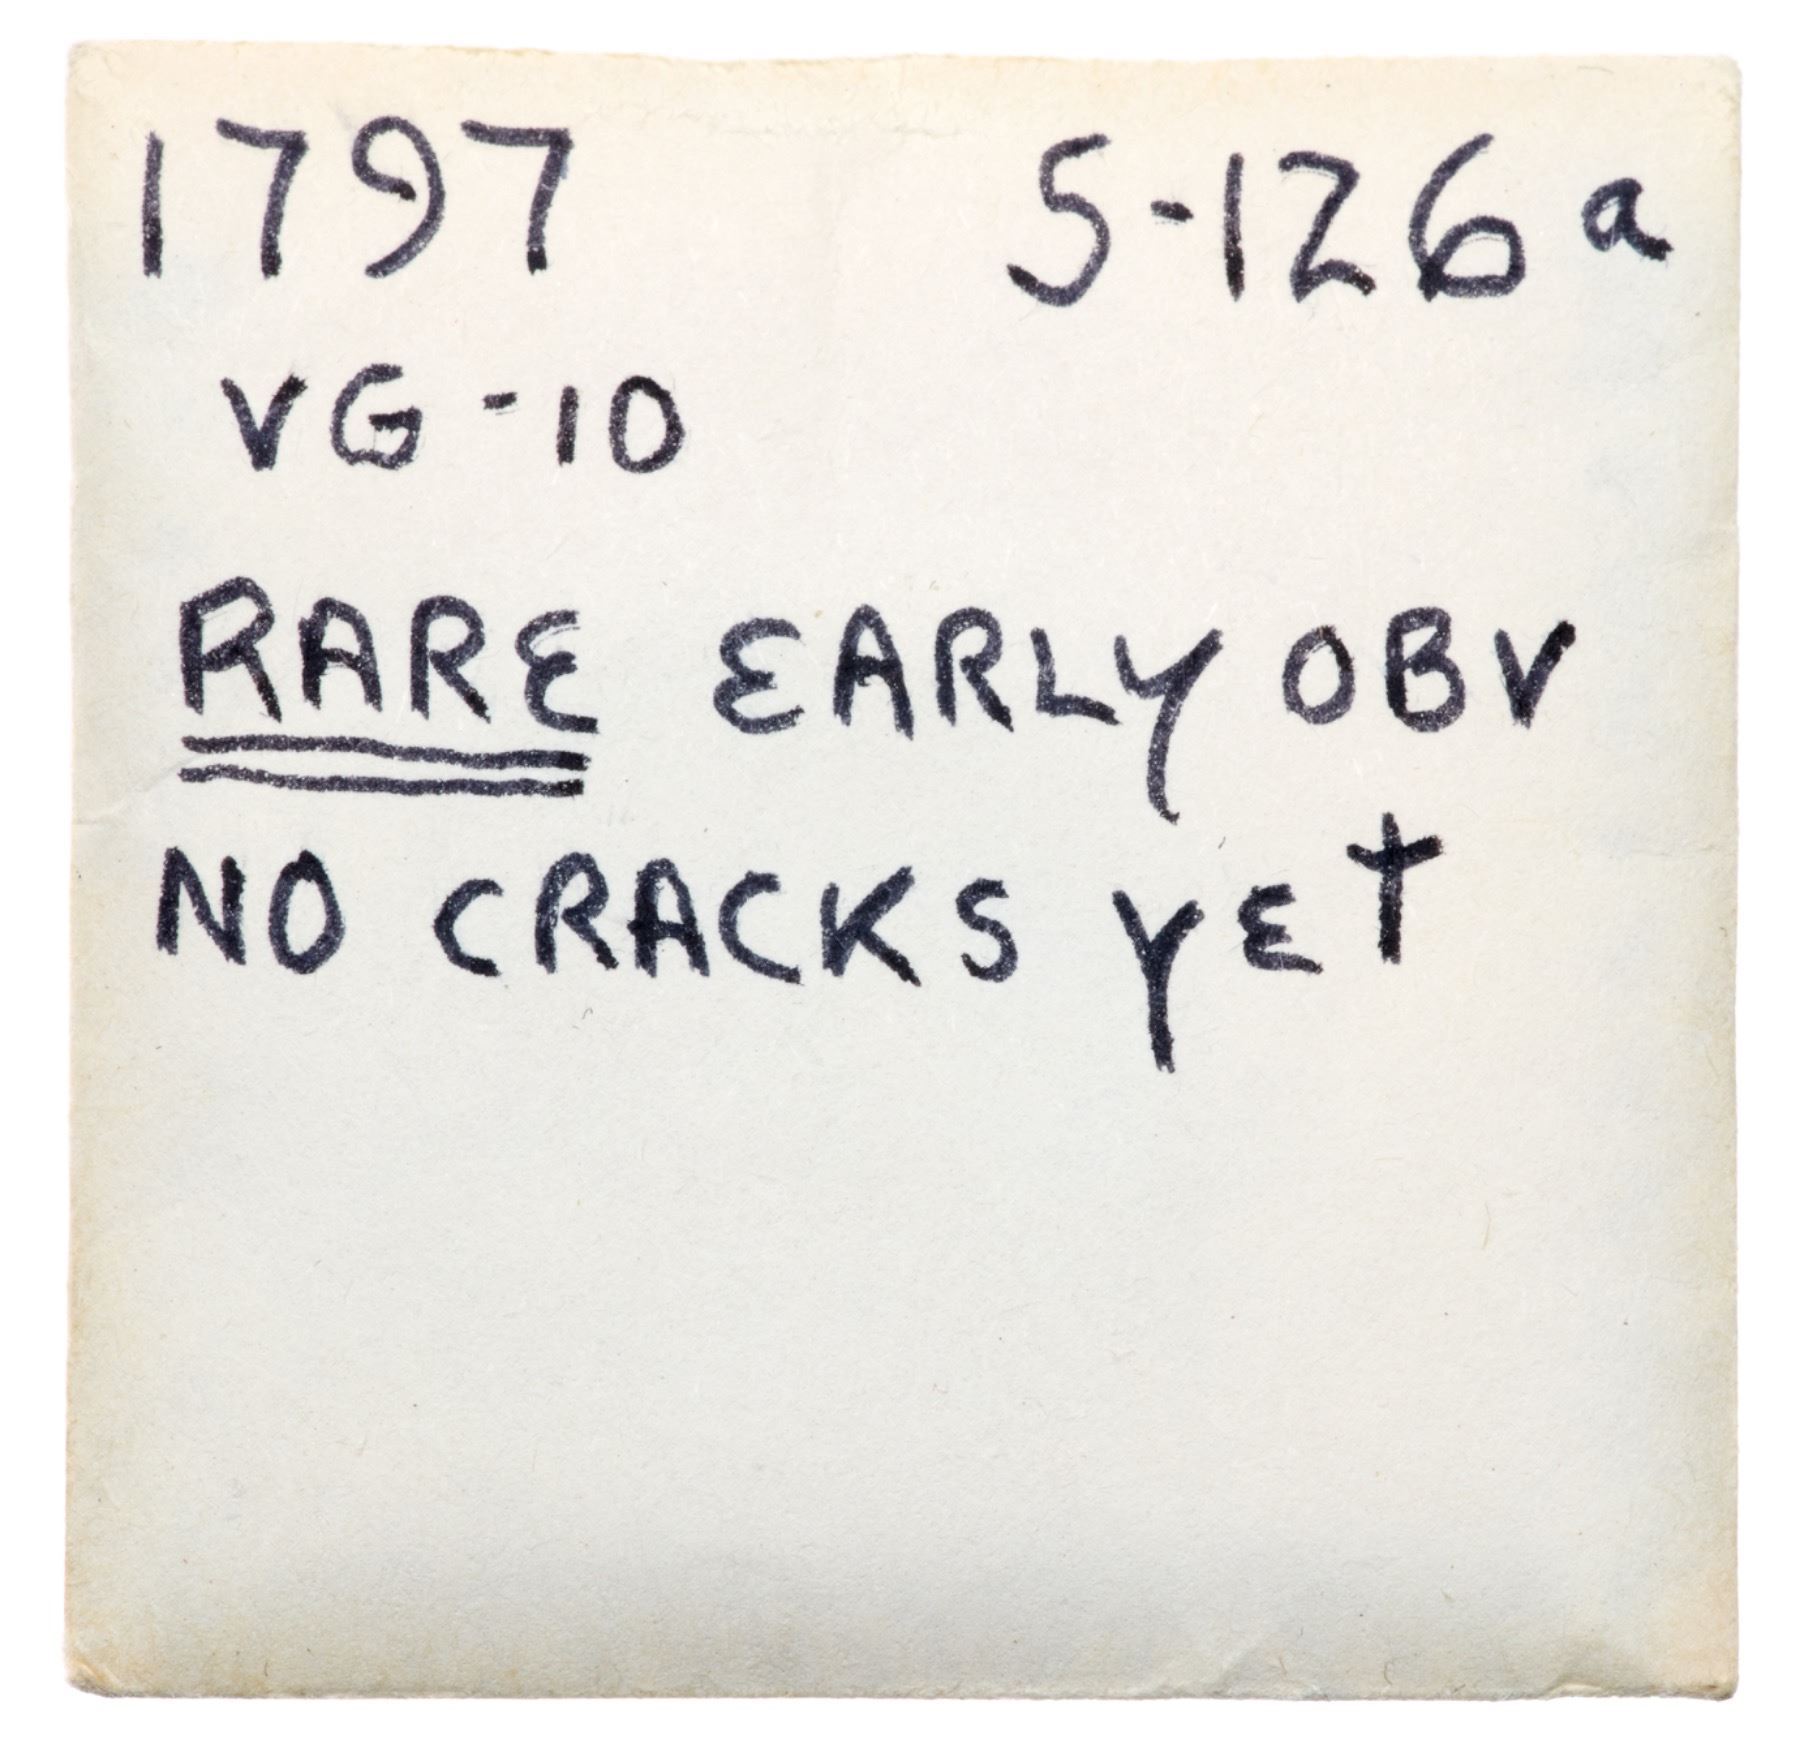 1797 S-126a
VG-10
RARE EARLY OBV
NO CRACKS YET